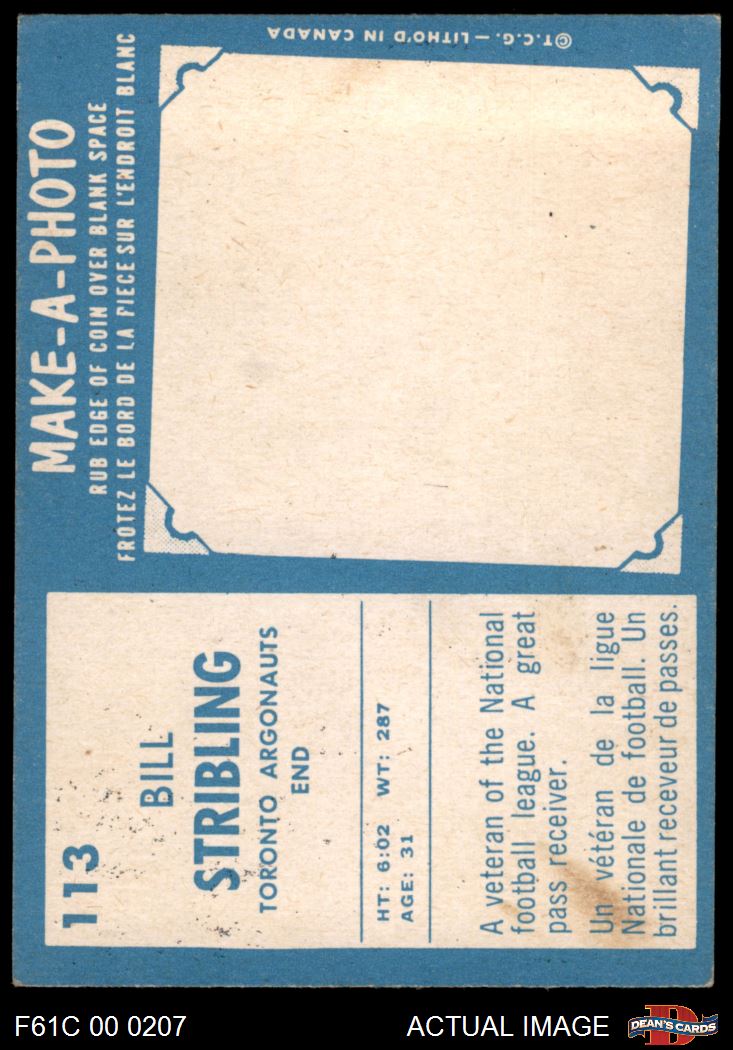 MAKE-A-PHOTO
RUB EDGE OF COIN OVER BLANK SPACE
FROTEZ LE BORD DE LA PIECE SUR L'ENDROIT BLANC
©T.C.G.—LITHO'D IN CANADA
113
BILL
STRIBLING
TORONTO ARGONAUTS
END
HT: 6:02 WT: 287
AGE: 31
A veteran of the National
football league. A great
pass receiver.
Un vétéran de la ligue
Nationale de football. Un
brillant receveur de passes.
F61C 00 0207
ACTUAL IMAGE
D
DEAN'S CARDS